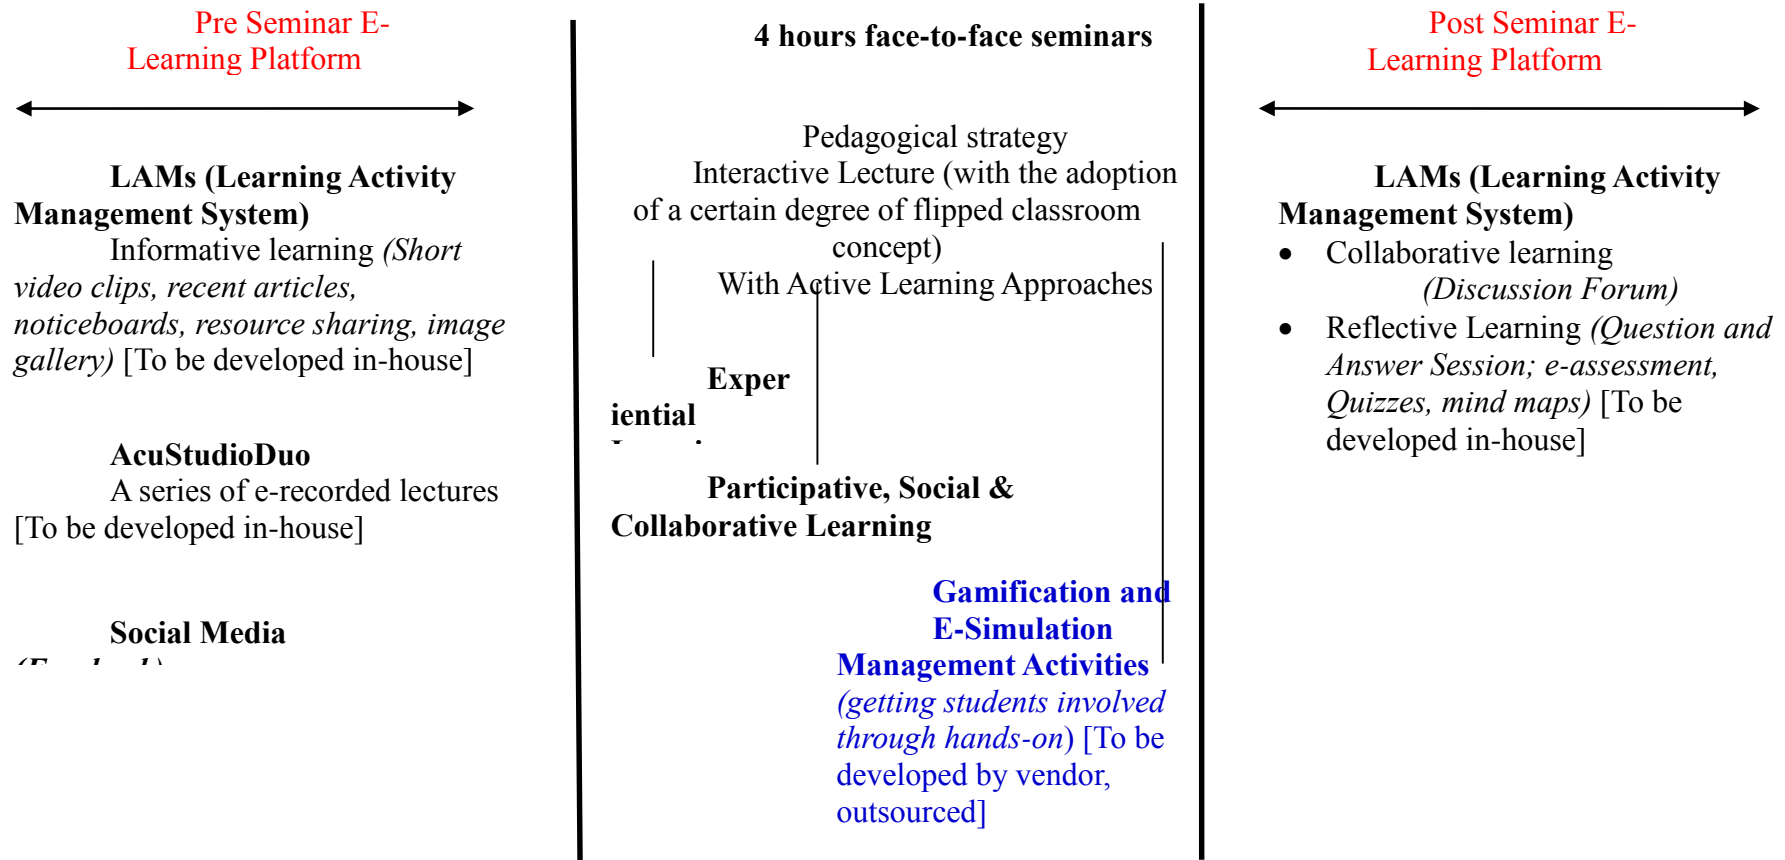 Pre Seminar E-
Learning Platform
LAMs (Learning Activity
Management System)
Informative learning (Short
video clips, recent articles,
noticeboards, resource sharing, image
gallery) [To be developed in-house]
AcuStudioDuo
A series of e-recorded lectures
[To be developed in-house]
Social Media
4 hours face-to-face seminars
Pedagogical strategy
Interactive Lecture (with the adoption
of a certain degree of flipped classroom
concept)
With Active Learning Approaches
Exper
iential
Participative, Social &
Collaborative Learning
Gamification and
E-Simulation
Management Activities
(getting students involved
through hands-on) [To be
developed by vendor,
outsourced]
Post Seminar E-
Learning Platform
LAMs (Learning Activity
Management System)
• Collaborative learning
(Discussion Forum)
• Reflective Learning (Question and
Answer Session; e-assessment,
Quizzes, mind maps) [To be
developed in-house]